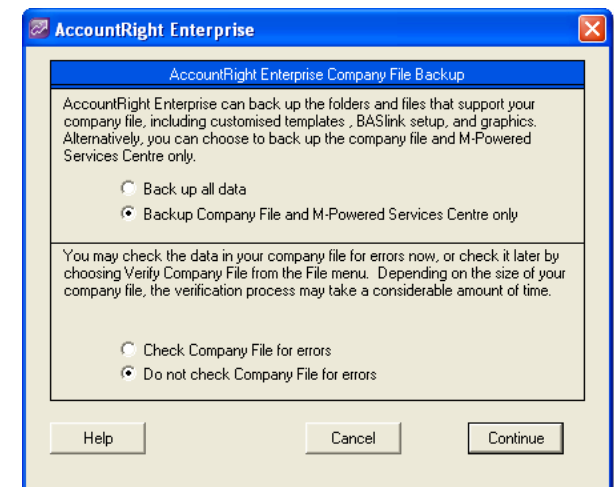 AccountRight Enterprise
AccountRight Enterprise Company File Backup
AccountRight Enterprise can back up the folders and files that support your
company file, including customised templates , BASlink setup, and graphics.
Alternatively, you can choose to back up the company file and M-Powered
Services Centre only.
Back up all data
Backup Company File and M-Powered Services Centre only
You may check the data in your company file for errors now, or check it later by
choosing Verify Company File from the File menu.  Depending on the size of your
company file, the verification process may take a considerable amount of time.
Check Company File for errors
Do not check Company File for errors
Help
Cancel
Continue